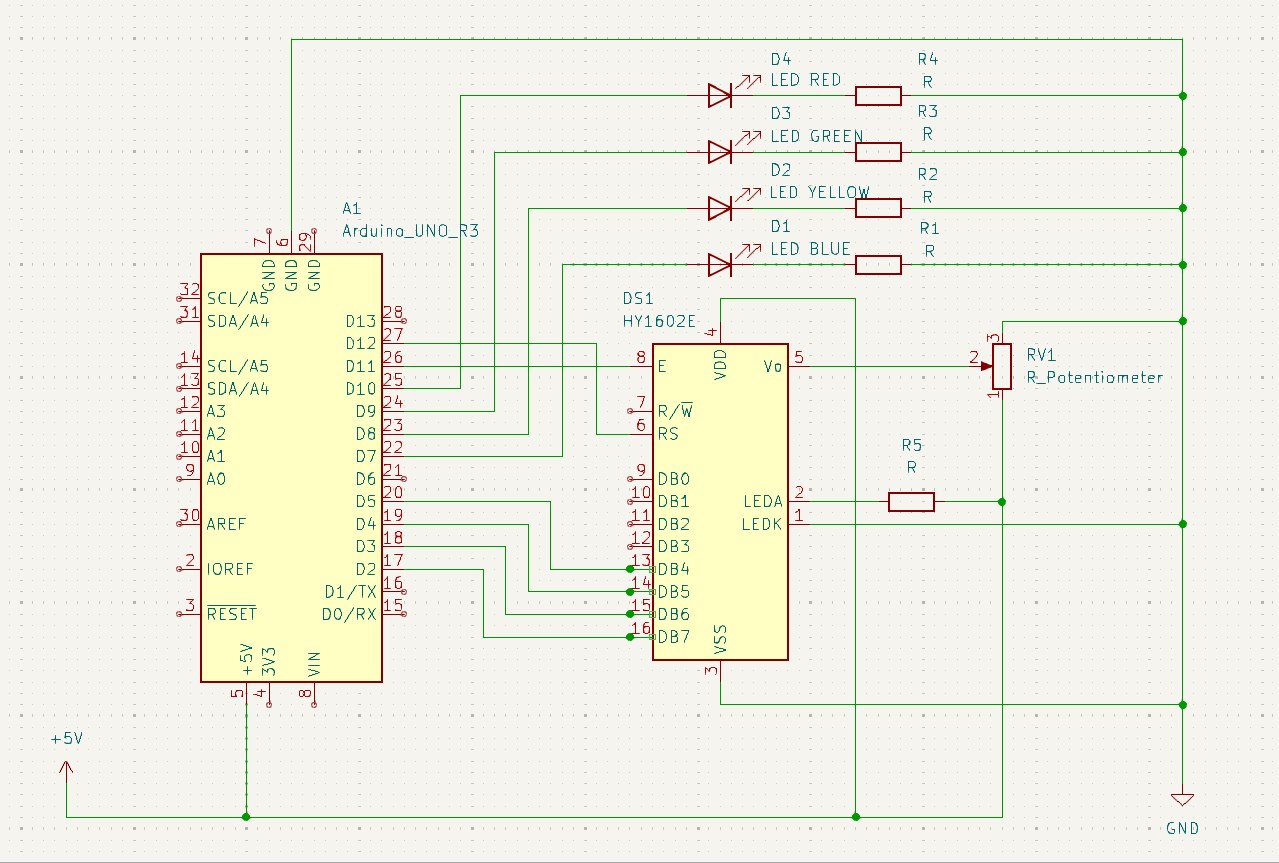 D4
LED RED
R4
R
D3
LED GREEN
R3
R
D2
LED YELLOW
R2
R
D1
LED BLUE
R1
R
A1
Arduino_UNO_R3
7
6
29
GND
GND
GND
32 SCL/A5
31 SDA/A4
14 SCL/A5
13 SDA/A4
12 A3
11 A2
10 A1
9 A0
30 AREF
2 IOREF
3 RESET
D13 28
D12 27
D11 26
D10 25
D9 24
D8 23
D7 22
D6 21
D5 20
D4 19
D3 18
D2 17
D1/TX 16
D0/RX 15
+5V
3V3
VIN
5
4
8
DS1
HY1602E
4
VDD
8 E
7 R/W
6 RS
9 DB0
10 DB1
11 DB2
12 DB3
13 DB4
14 DB5
15 DB6
16 DB7
Vo 5
LEDA 2
LEDK 1
VSS
3
3
2
1
RV1
R_Potentiometer
R5
R
+5V
GND